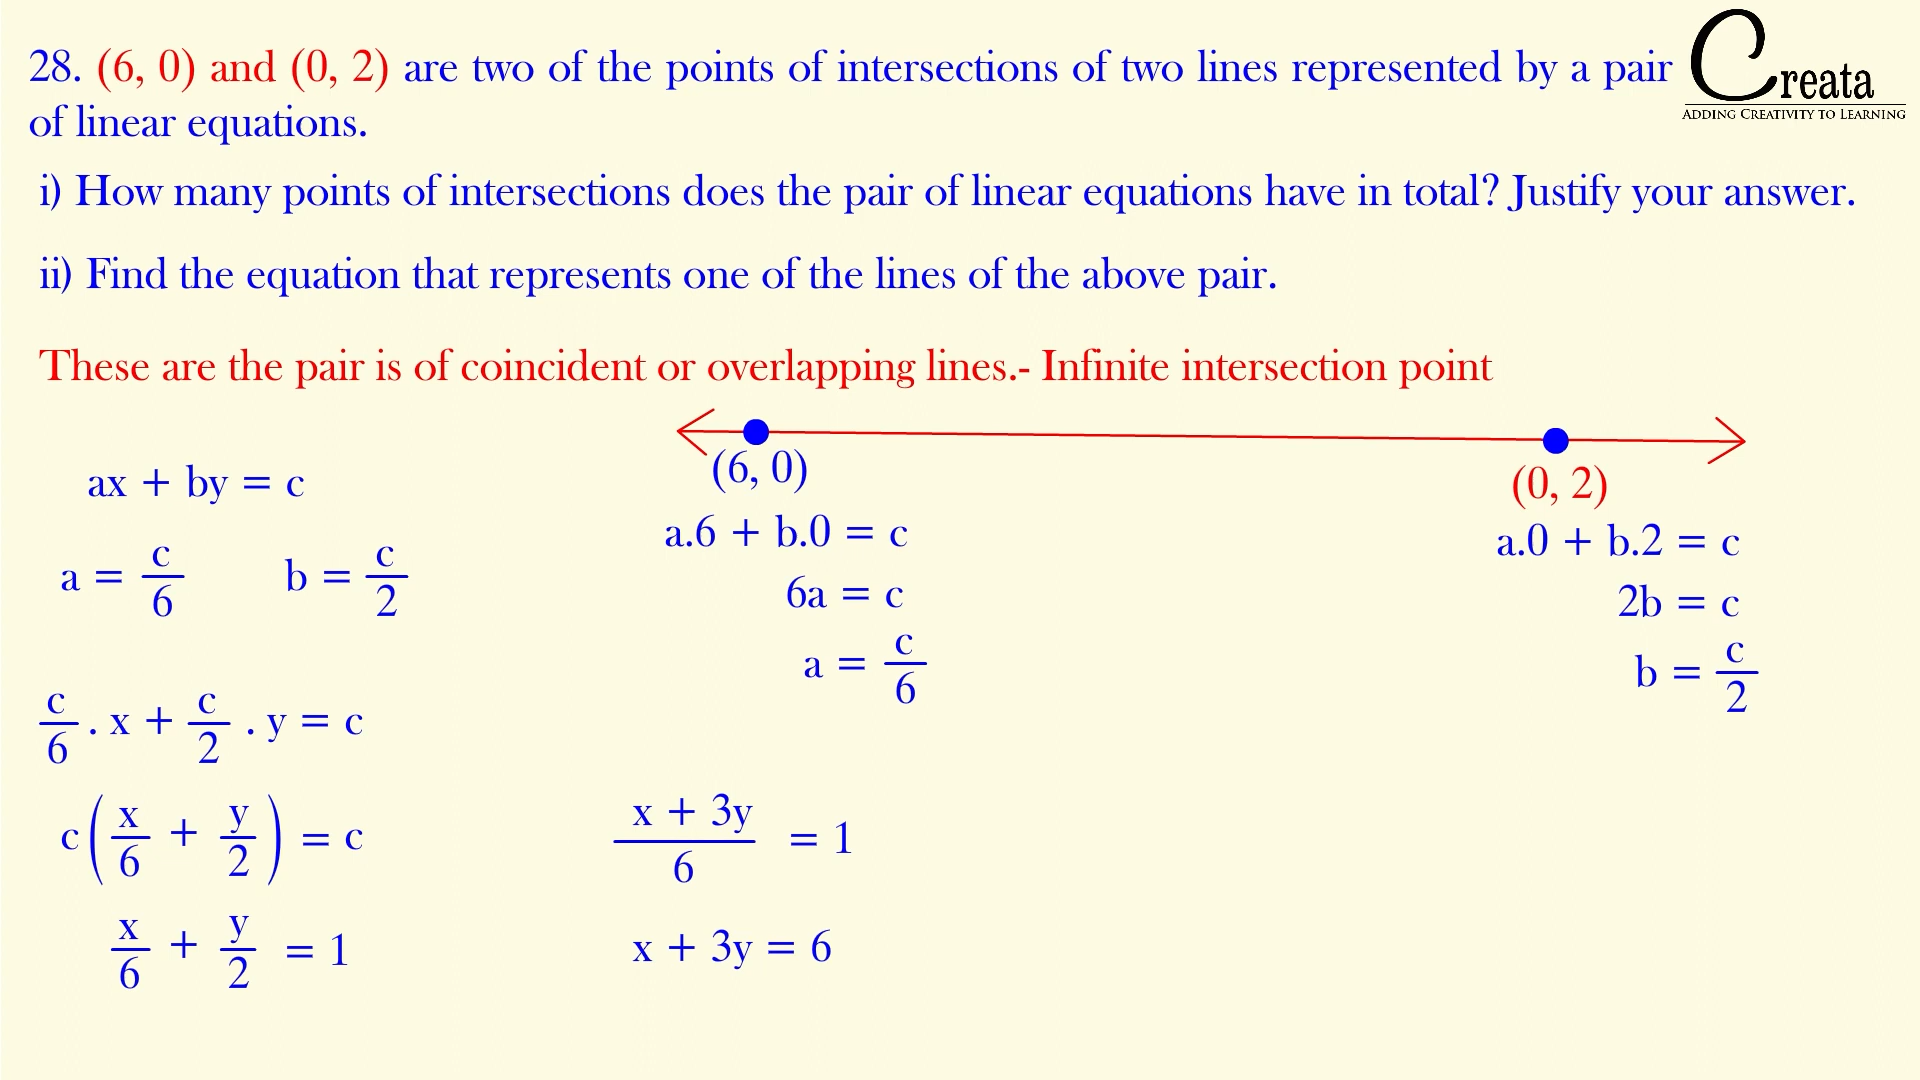 28. (6, 0) and (0, 2) are two of the points of intersections of two lines represented by a pair
of linear equations.
Creata
ADDING CREATIVITY TO LEARNING
i) How many points of intersections does the pair of linear equations have in total? Justify your answer.
ii) Find the equation that represents one of the lines of the above pair.
These are the pair is of coincident or overlapping lines.- Infinite intersection point
(6, 0)
(0, 2)
ax + by = c
a = c/6 b = c/2
c/6 . x + c/2 . y = c
c(x/6 + y/2) = c
x/6 + y/2 = 1
a.6 + b.0 = c
6a = c
a = c/6
x + 3y/6 = 1
x + 3y = 6
a.0 + b.2 = c
2b = c
b = c/2